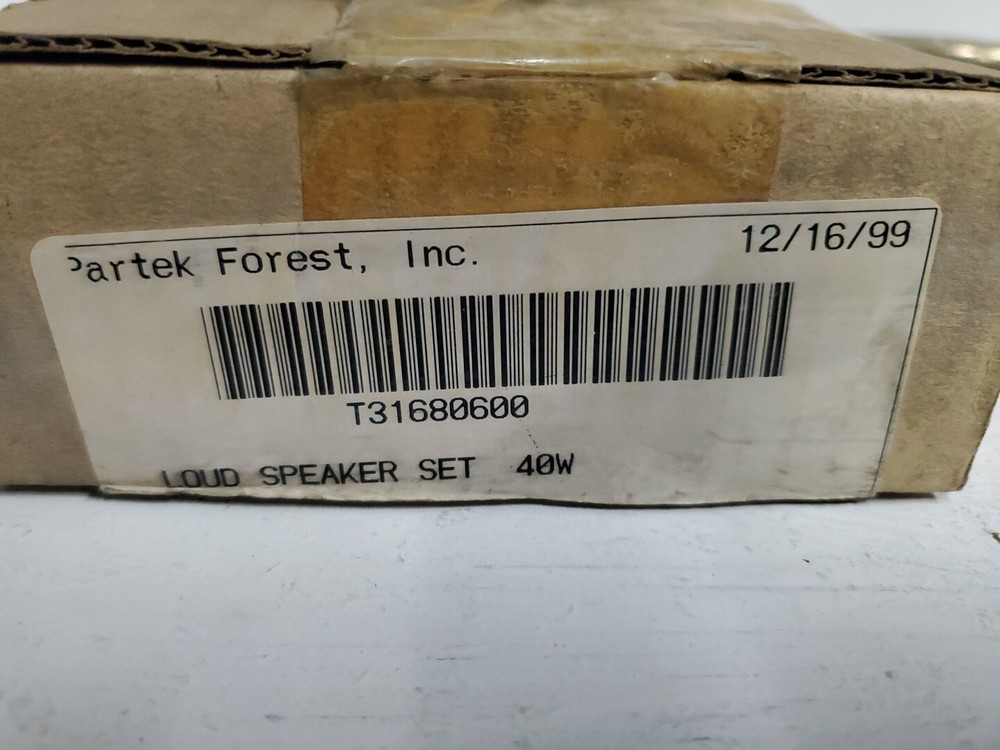 Partek Forest, Inc.
12/16/99
T31680600
LOUD SPEAKER SET 40W